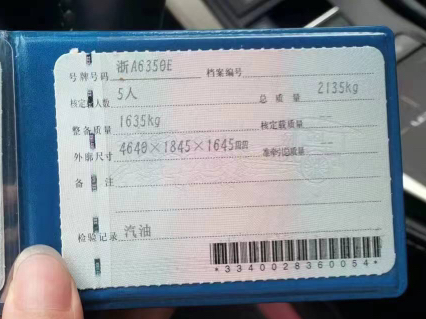 号牌号码 浙A6350E 档案编号
核定载人数 5人 总质量 2135kg
整备质量 1635kg 核定载质量 --
外廓尺寸 4640×1845×1645mm 准牵引总质量 --
备注
检验记录 汽油
*3340028360054*